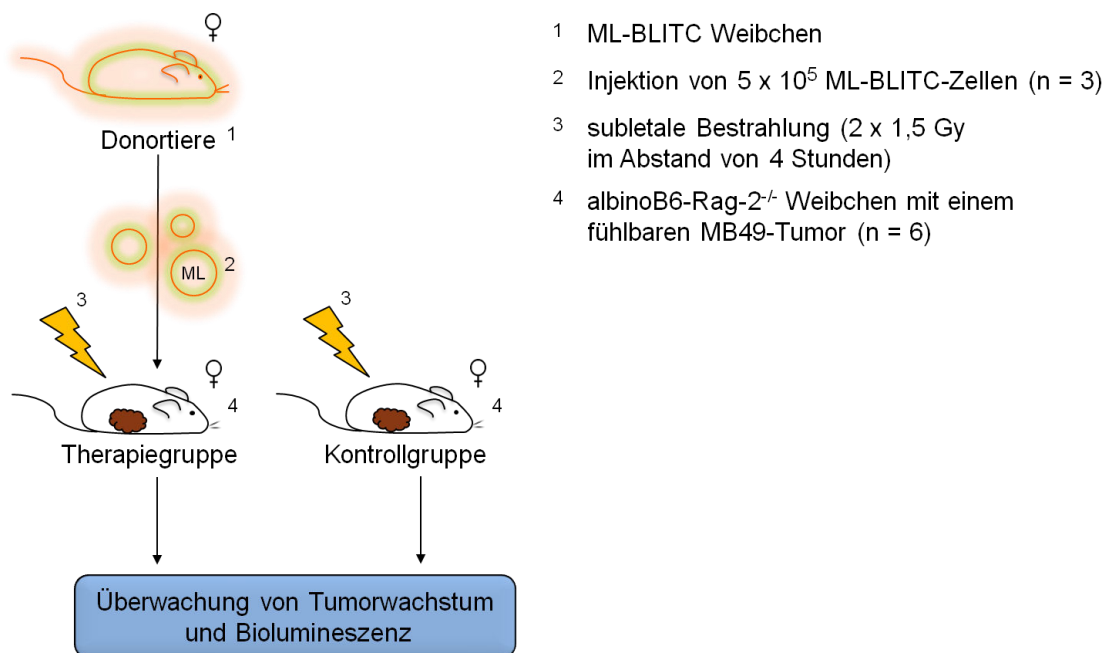 ♀
Donortiere 1
ML 2
3
3
♀
♀
4
4
Therapiegruppe
Kontrollgruppe
Überwachung von Tumorwachstum
und Biolumineszenz
1 ML-BLITC Weibchen
2 Injektion von 5 x 10⁵ ML-BLITC-Zellen (n = 3)
3 subletale Bestrahlung (2 x 1,5 Gy
im Abstand von 4 Stunden)
4 albinoB6-Rag-2⁻/⁻ Weibchen mit einem
fühlbaren MB49-Tumor (n = 6)